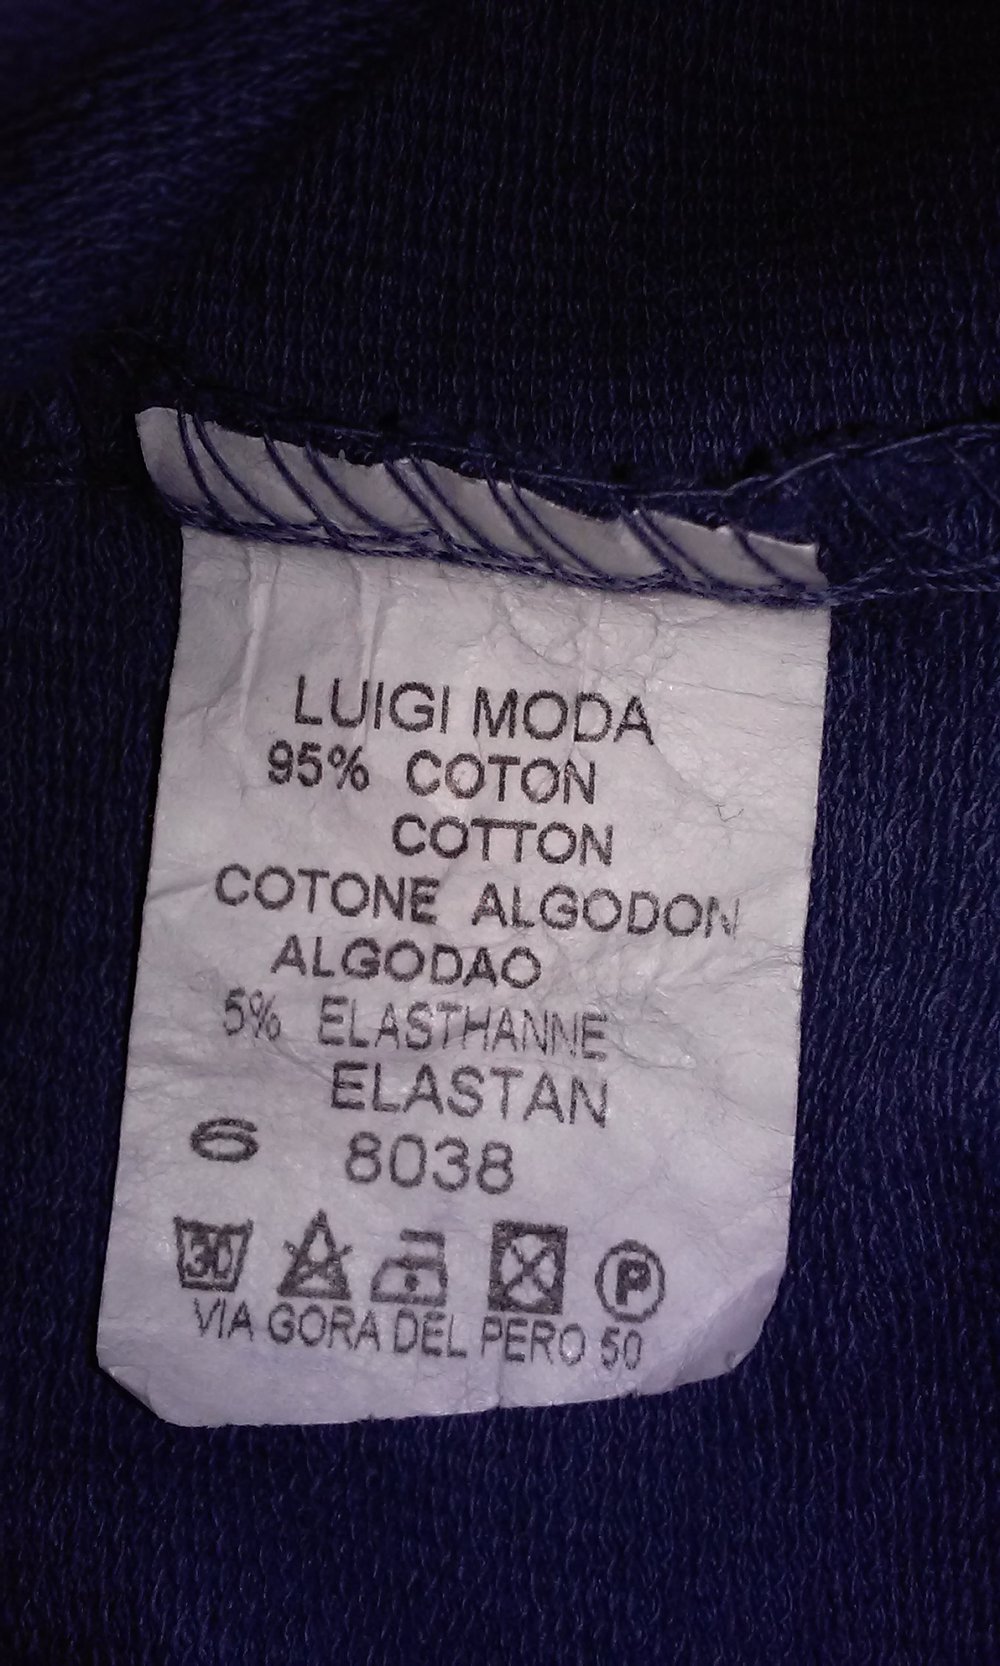 LUIGI MODA
95% COTON
COTTON
COTONE ALGODON
ALGODAO
5% ELASTHANNE
ELASTAN
6 8038
30 P
VIA GORA DEL PERO 50